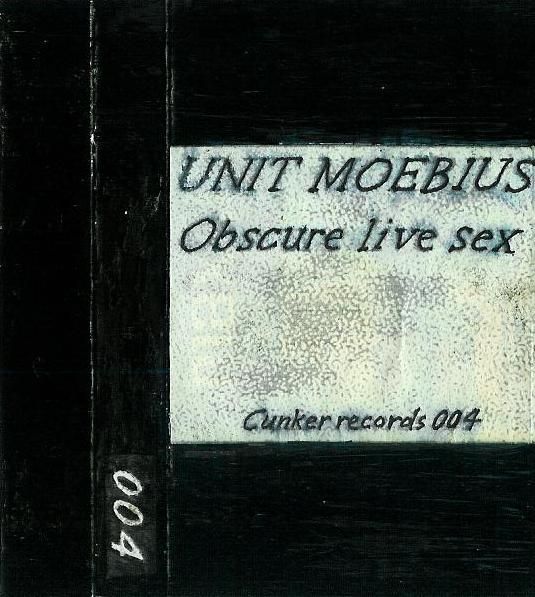 UNIT MOEBIUS
Obscure live sex
Cunker records 004
004